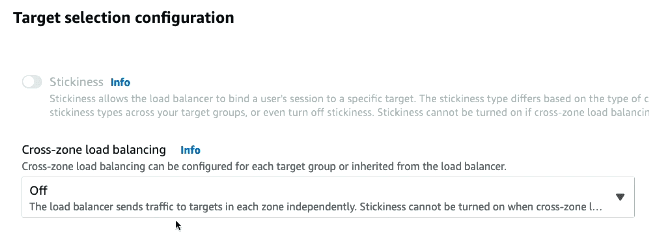 Target selection configuration
Stickiness Info
Stickiness allows the load balancer to bind a user's session to a specific target. The stickiness type differs based on the type of c
stickiness types across your target groups, or even turn off stickiness. Stickiness cannot be turned on if cross-zone load balancin
Cross-zone load balancing Info
Cross-zone load balancing can be configured for each target group or inherited from the load balancer.
Off
The load balancer sends traffic to targets in each zone independently. Stickiness cannot be turned on when cross-zone l...